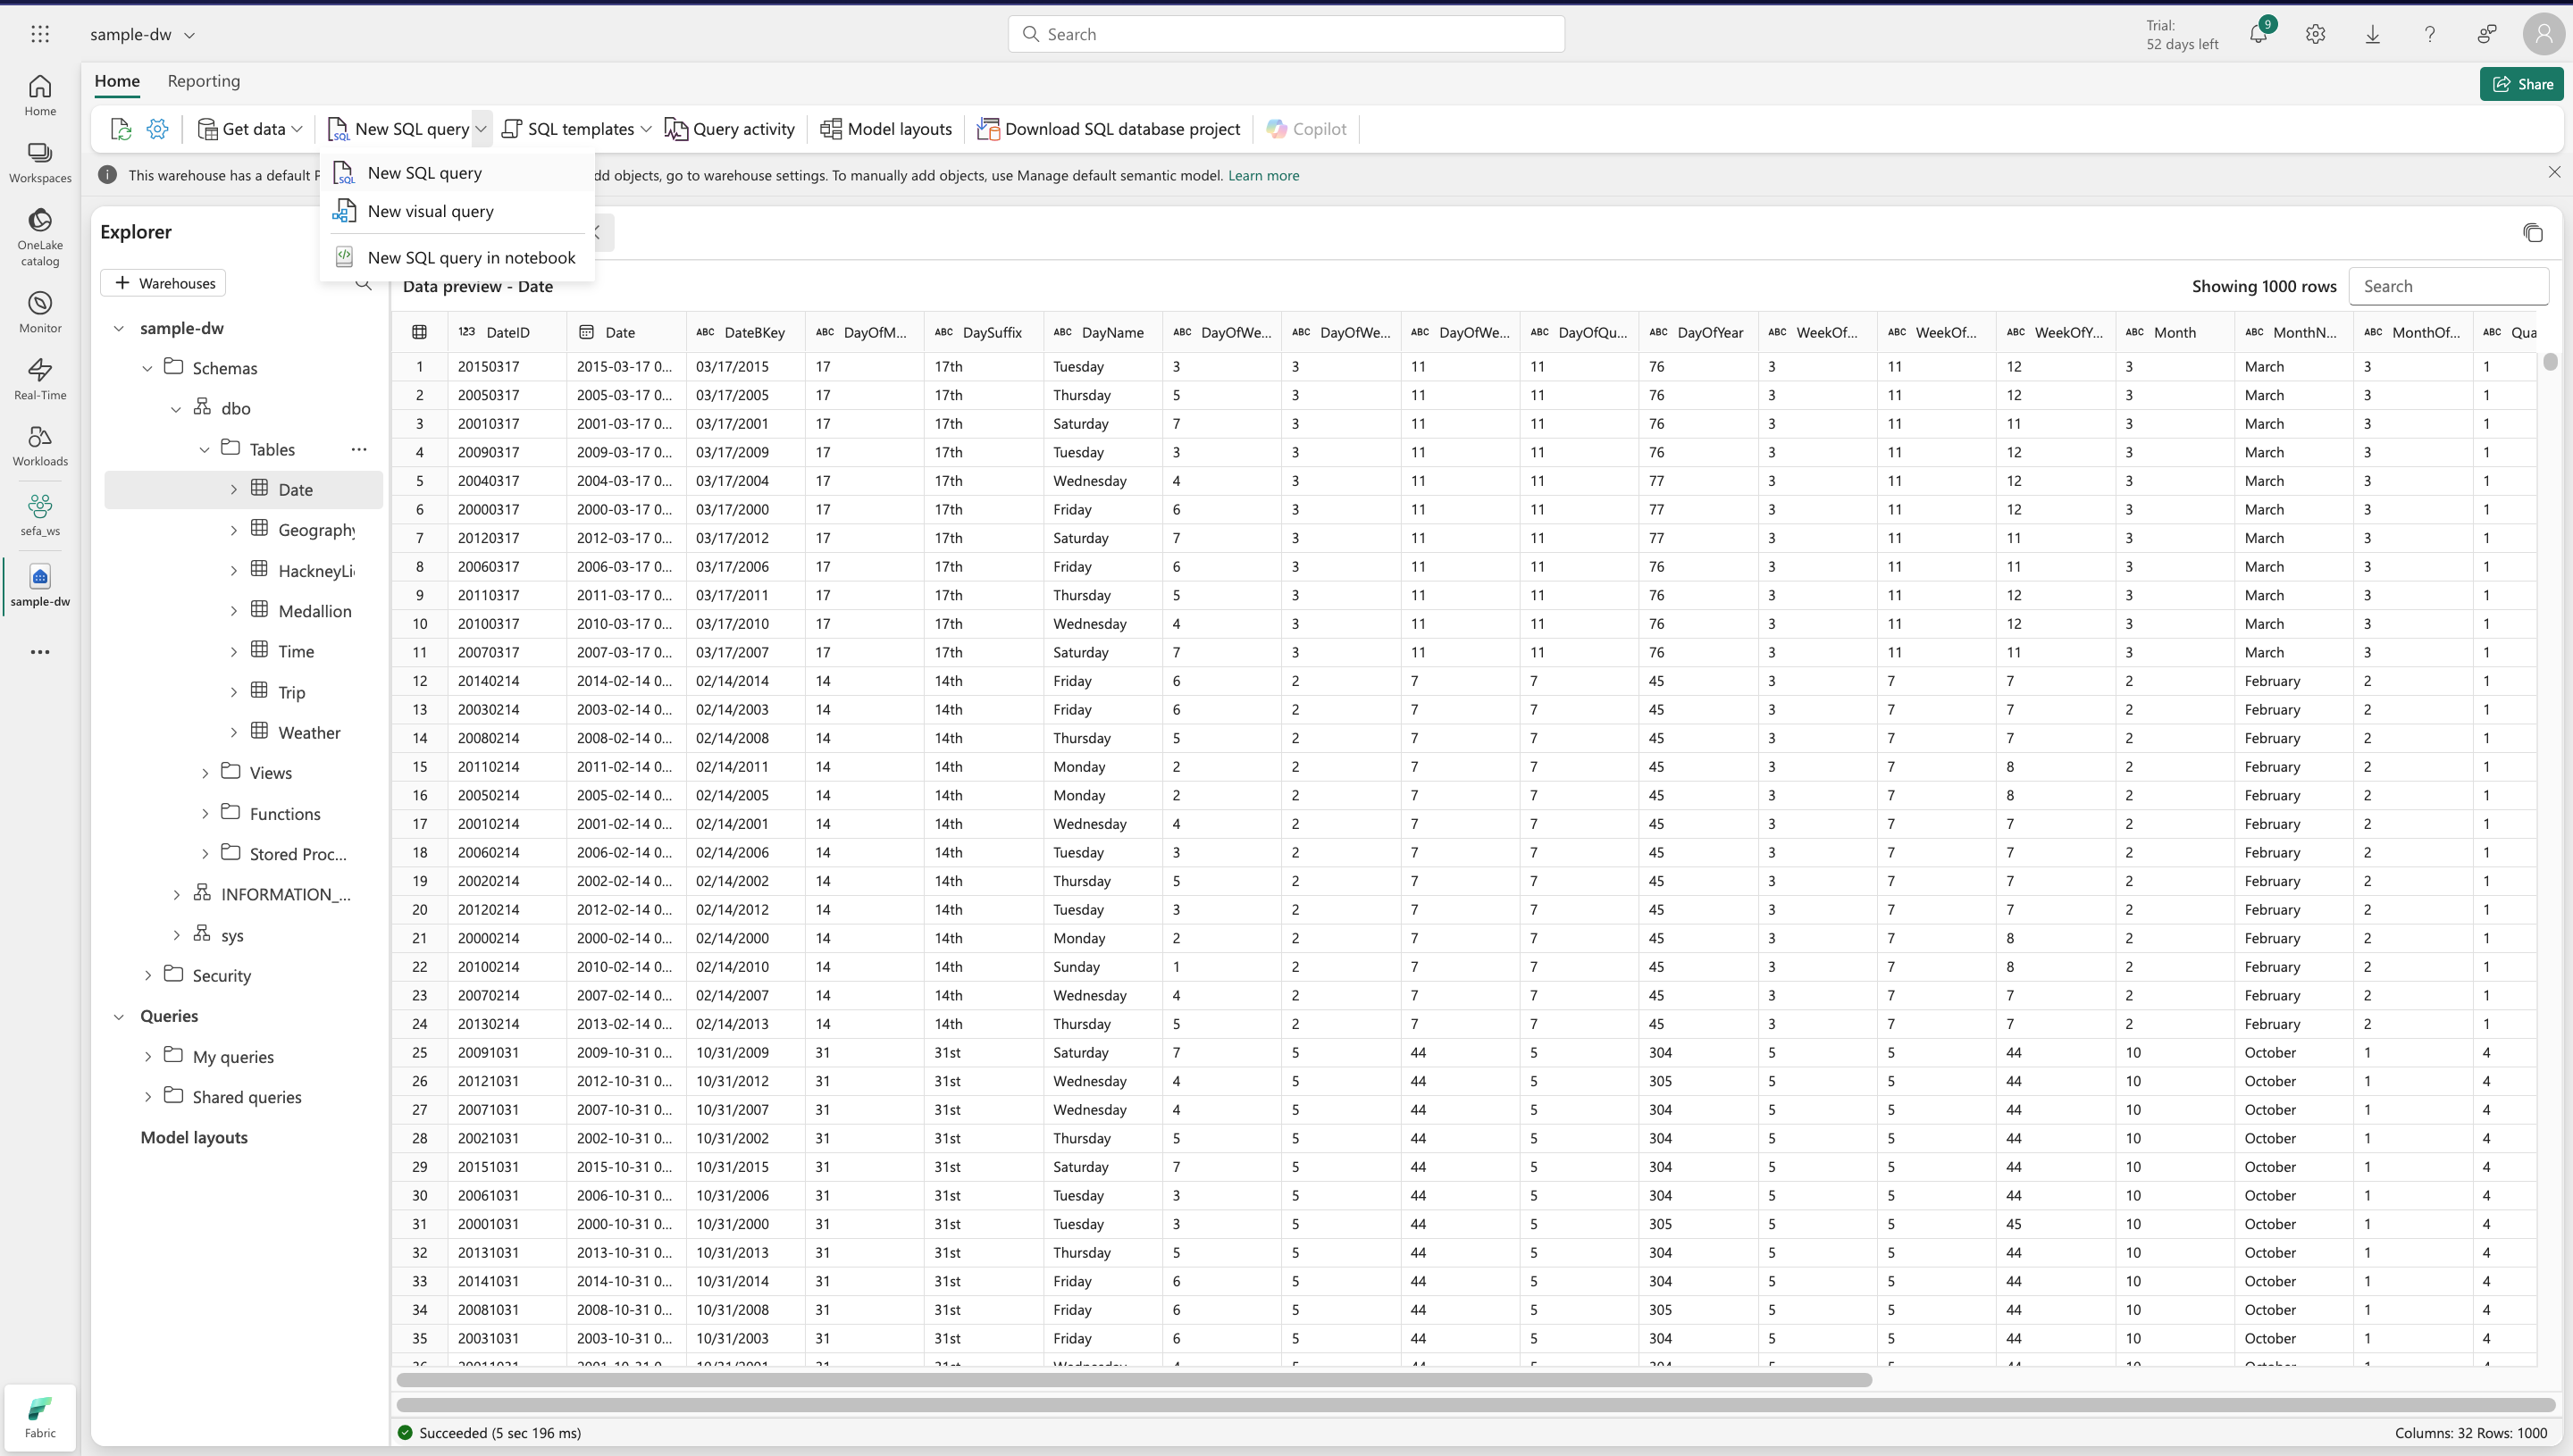 sample-dw
Search
Trial:
52 days left
9
Home
Workspaces
OneLake
catalog
Monitor
Real-Time
Workloads
sefa_ws
sample-dw
Fabric
Home
Reporting
Share
Get data
New SQL query
SQL templates
Query activity
Model layouts
Download SQL database project
Copilot
This warehouse has a default P
dd objects, go to warehouse settings. To manually add objects, use Manage default semantic model. Learn more
New SQL query
New visual query
New SQL query in notebook
Explorer
Warehouses
sample-dw
Schemas
dbo
Tables
Date
Geography
HackneyLi
Medallion
Time
Trip
Weather
Views
Functions
Stored Proc...
INFORMATION_...
sys
Security
Queries
My queries
Shared queries
Model layouts
Data preview - Date
Showing 1000 rows
Search
123 DateID Date ABC DateBKey ABC DayOfM... ABC DaySuffix ABC DayName ABC DayOfWe... ABC DayOfWe... ABC DayOfWe... ABC DayOfQu... ABC DayOfYear ABC WeekOf... ABC WeekOf... ABC WeekOfY... ABC Month ABC MonthN... ABC MonthOf... ABC Qua
1 20150317 2015-03-17 0... 03/17/2015 17 17th Tuesday 3 3 11 11 76 3 11 12 3 March 3 1
2 20050317 2005-03-17 0... 03/17/2005 17 17th Thursday 5 3 11 11 76 3 11 12 3 March 3 1
3 20010317 2001-03-17 0... 03/17/2001 17 17th Saturday 7 3 11 11 76 3 11 11 3 March 3 1
4 20090317 2009-03-17 0... 03/17/2009 17 17th Tuesday 3 3 11 11 76 3 11 12 3 March 3 1
5 20040317 2004-03-17 0... 03/17/2004 17 17th Wednesday 4 3 11 11 77 3 11 12 3 March 3 1
6 20000317 2000-03-17 0... 03/17/2000 17 17th Friday 6 3 11 11 77 3 11 12 3 March 3 1
7 20120317 2012-03-17 0... 03/17/2012 17 17th Saturday 7 3 11 11 77 3 11 11 3 March 3 1
8 20060317 2006-03-17 0... 03/17/2006 17 17th Friday 6 3 11 11 76 3 11 11 3 March 3 1
9 20110317 2011-03-17 0... 03/17/2011 17 17th Thursday 5 3 11 11 76 3 11 12 3 March 3 1
10 20100317 2010-03-17 0... 03/17/2010 17 17th Wednesday 4 3 11 11 76 3 11 12 3 March 3 1
11 20070317 2007-03-17 0... 03/17/2007 17 17th Saturday 7 3 11 11 76 3 11 11 3 March 3 1
12 20140214 2014-02-14 0... 02/14/2014 14 14th Friday 6 2 7 7 45 3 7 7 2 February 2 1
13 20030214 2003-02-14 0... 02/14/2003 14 14th Friday 6 2 7 7 45 3 7 7 2 February 2 1
14 20080214 2008-02-14 0... 02/14/2008 14 14th Thursday 5 2 7 7 45 3 7 7 2 February 2 1
15 20110214 2011-02-14 0... 02/14/2011 14 14th Monday 2 2 7 7 45 3 7 8 2 February 2 1
16 20050214 2005-02-14 0... 02/14/2005 14 14th Monday 2 2 7 7 45 3 7 8 2 February 2 1
17 20010214 2001-02-14 0... 02/14/2001 14 14th Wednesday 4 2 7 7 45 3 7 7 2 February 2 1
18 20060214 2006-02-14 0... 02/14/2006 14 14th Tuesday 3 2 7 7 45 3 7 7 2 February 2 1
19 20020214 2002-02-14 0... 02/14/2002 14 14th Thursday 5 2 7 7 45 3 7 7 2 February 2 1
20 20120214 2012-02-14 0... 02/14/2012 14 14th Tuesday 3 2 7 7 45 3 7 7 2 February 2 1
21 20000214 2000-02-14 0... 02/14/2000 14 14th Monday 2 2 7 7 45 3 7 8 2 February 2 1
22 20100214 2010-02-14 0... 02/14/2010 14 14th Sunday 1 2 7 7 45 3 7 8 2 February 2 1
23 20070214 2007-02-14 0... 02/14/2007 14 14th Wednesday 4 2 7 7 45 3 7 7 2 February 2 1
24 20130214 2013-02-14 0... 02/14/2013 14 14th Thursday 5 2 7 7 45 3 7 7 2 February 2 1
25 20091031 2009-10-31 0... 10/31/2009 31 31st Saturday 7 5 44 5 304 5 5 44 10 October 1 4
26 20121031 2012-10-31 0... 10/31/2012 31 31st Wednesday 4 5 44 5 305 5 5 44 10 October 1 4
27 20071031 2007-10-31 0... 10/31/2007 31 31st Wednesday 4 5 44 5 304 5 5 44 10 October 1 4
28 20021031 2002-10-31 0... 10/31/2002 31 31st Thursday 5 5 44 5 304 5 5 44 10 October 1 4
29 20151031 2015-10-31 0... 10/31/2015 31 31st Saturday 7 5 44 5 304 5 5 44 10 October 1 4
30 20061031 2006-10-31 0... 10/31/2006 31 31st Tuesday 3 5 44 5 304 5 5 44 10 October 1 4
31 20001031 2000-10-31 0... 10/31/2000 31 31st Tuesday 3 5 44 5 305 5 5 45 10 October 1 4
32 20131031 2013-10-31 0... 10/31/2013 31 31st Thursday 5 5 44 5 304 5 5 44 10 October 1 4
33 20141031 2014-10-31 0... 10/31/2014 31 31st Friday 6 5 44 5 304 5 5 44 10 October 1 4
34 20081031 2008-10-31 0... 10/31/2008 31 31st Friday 6 5 44 5 305 5 5 44 10 October 1 4
35 20031031 2003-10-31 0... 10/31/2003 31 31st Friday 6 5 44 5 304 5 5 44 10 October 1 4
Succeeded (5 sec 196 ms)
Columns: 32 Rows: 1000